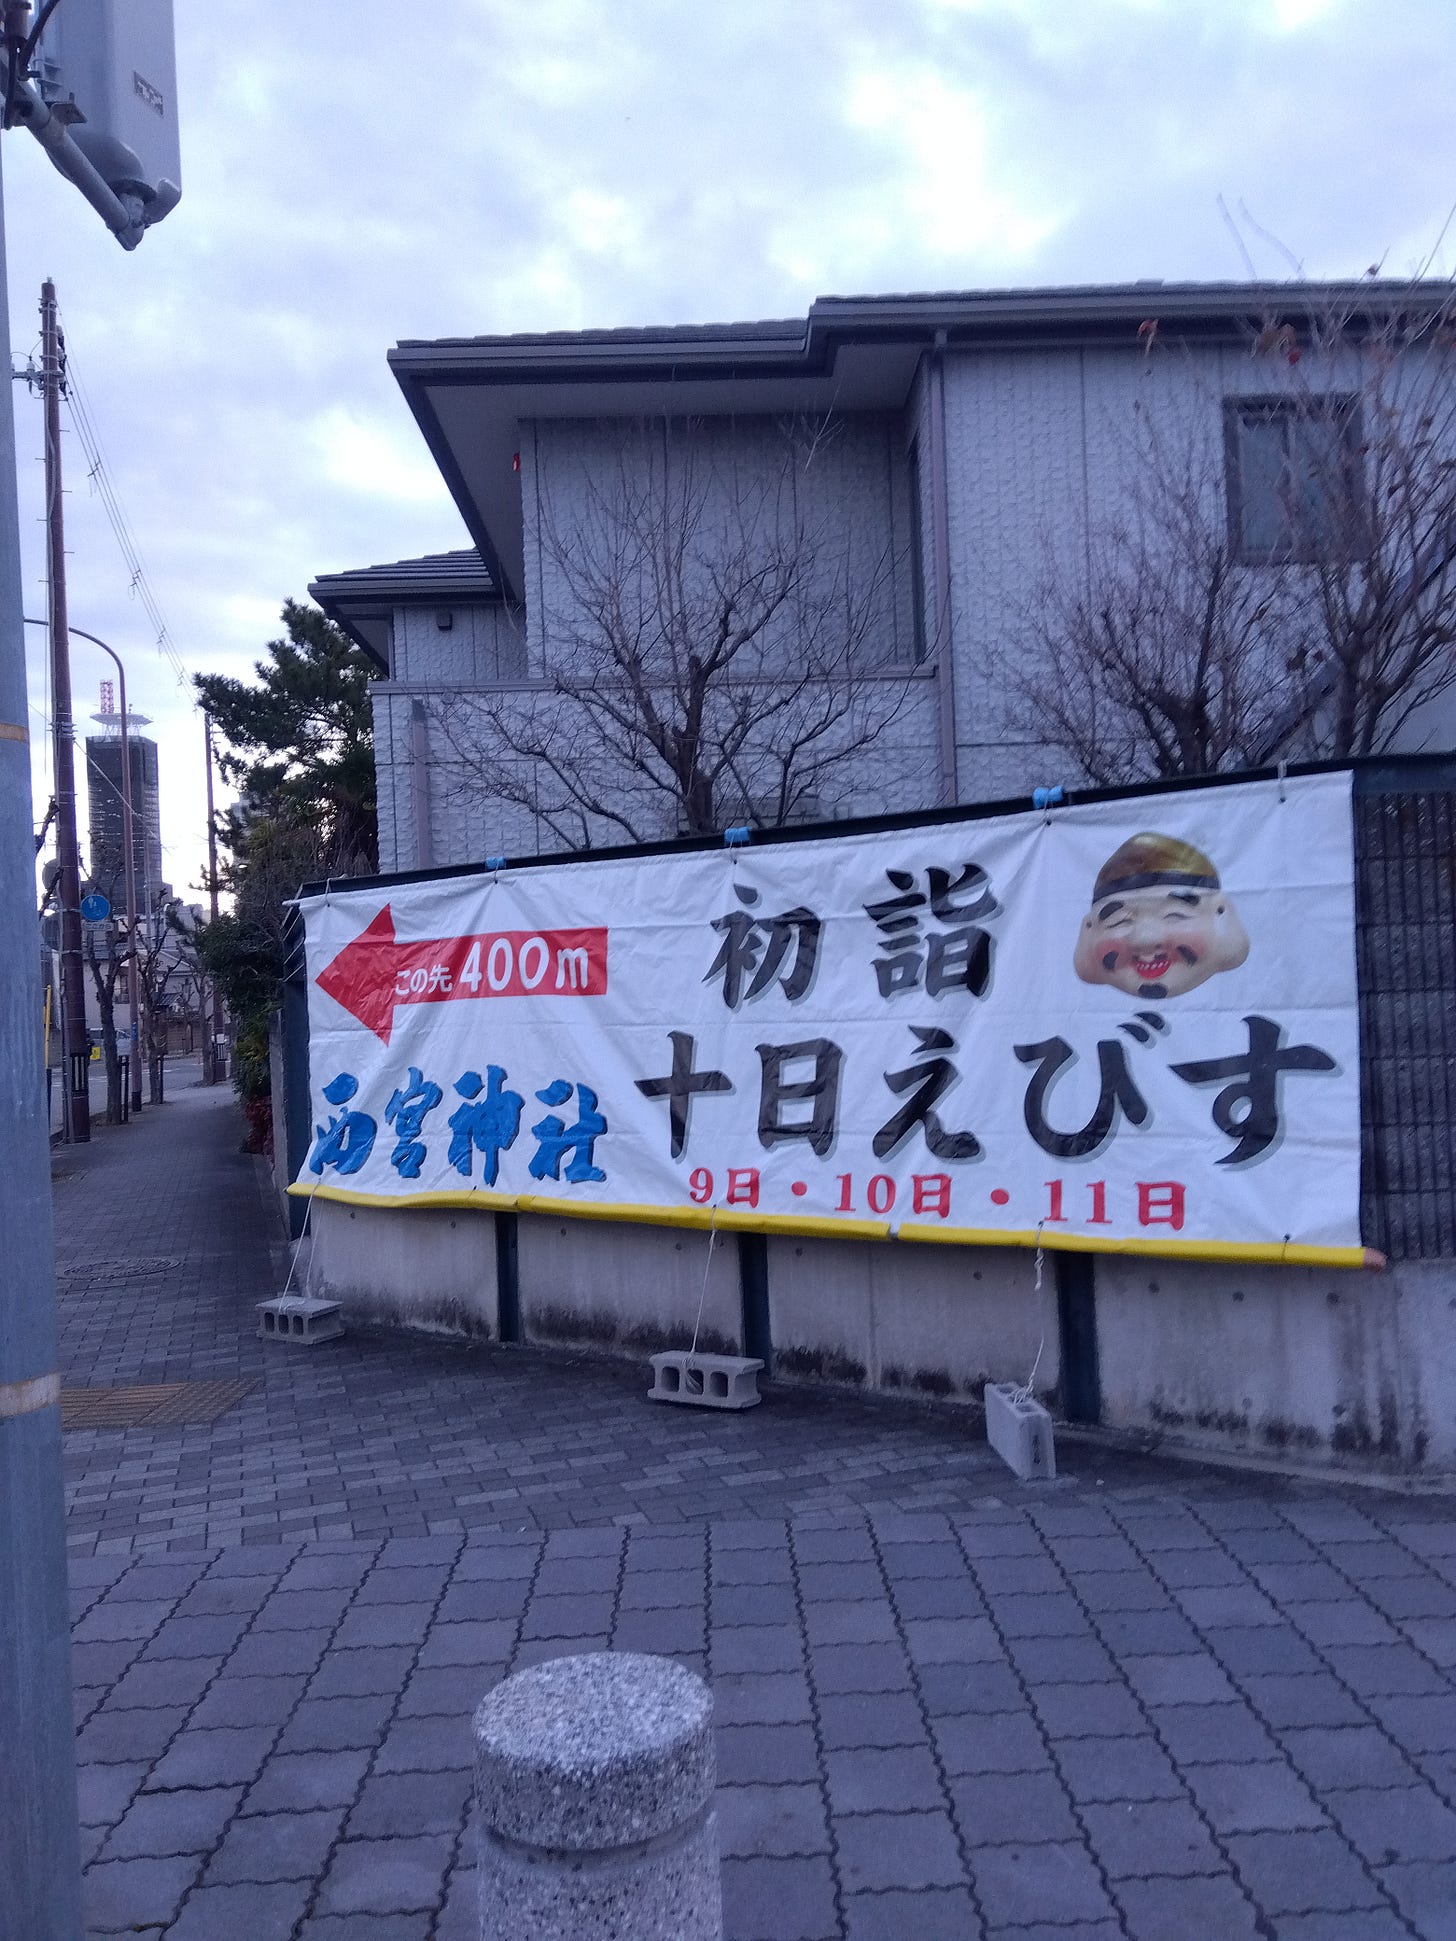 この先 400m
西宮神社
初詣
十日えびす
9日・10日・11日